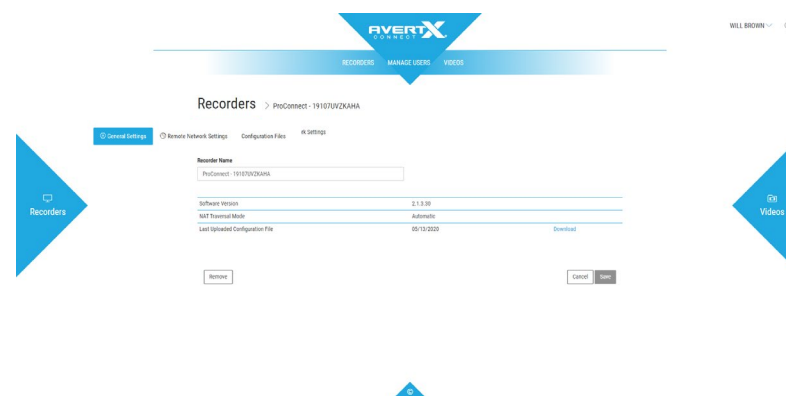 AVERTX
CONNECT
WILL BROWN
RECORDERS MANAGE USERS VIDEOS
Recorders > ProConnect - 19107UVZKAHA
General Settings Remote Network Settings Configuration Files rk Settings
Recorder Name
ProConnect - 19107UVZKAHA
Recorders
Videos
Software Version 2.1.3.30
NAT Traversal Mode Automatic
Last Uploaded Configuration File 05/13/2020 Download
Remove Cancel Save
©